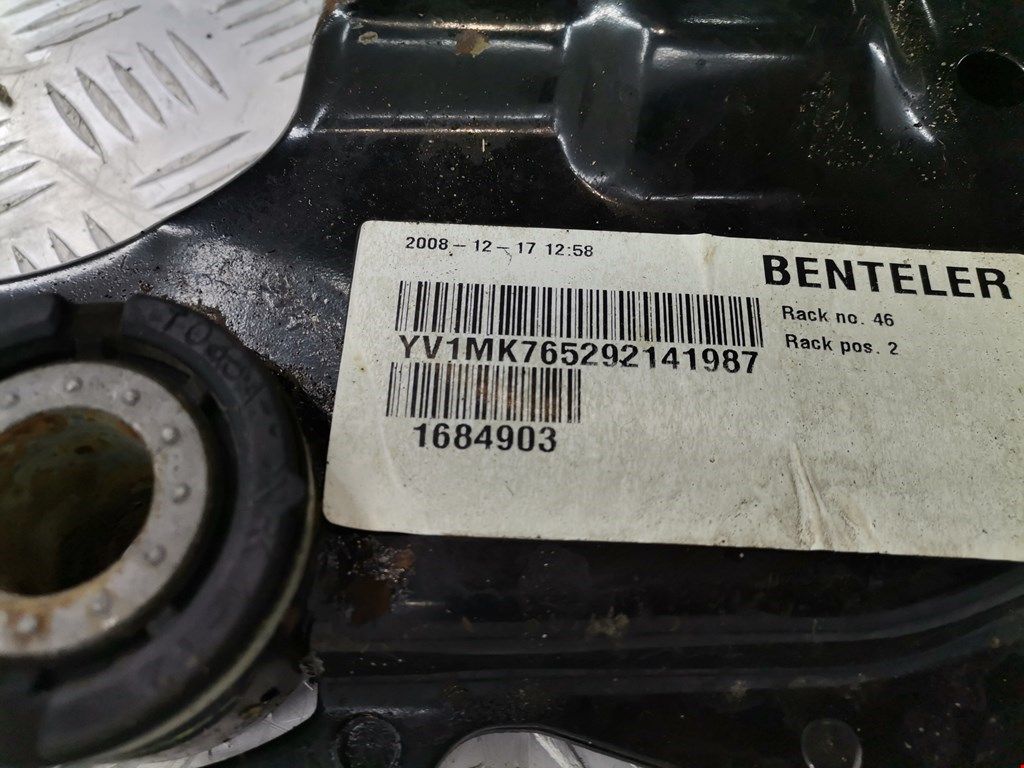 2008-12-17 12:58
BENTELER
Rack no. 46
Rack pos. 2
YV1MK765292141987
1684903